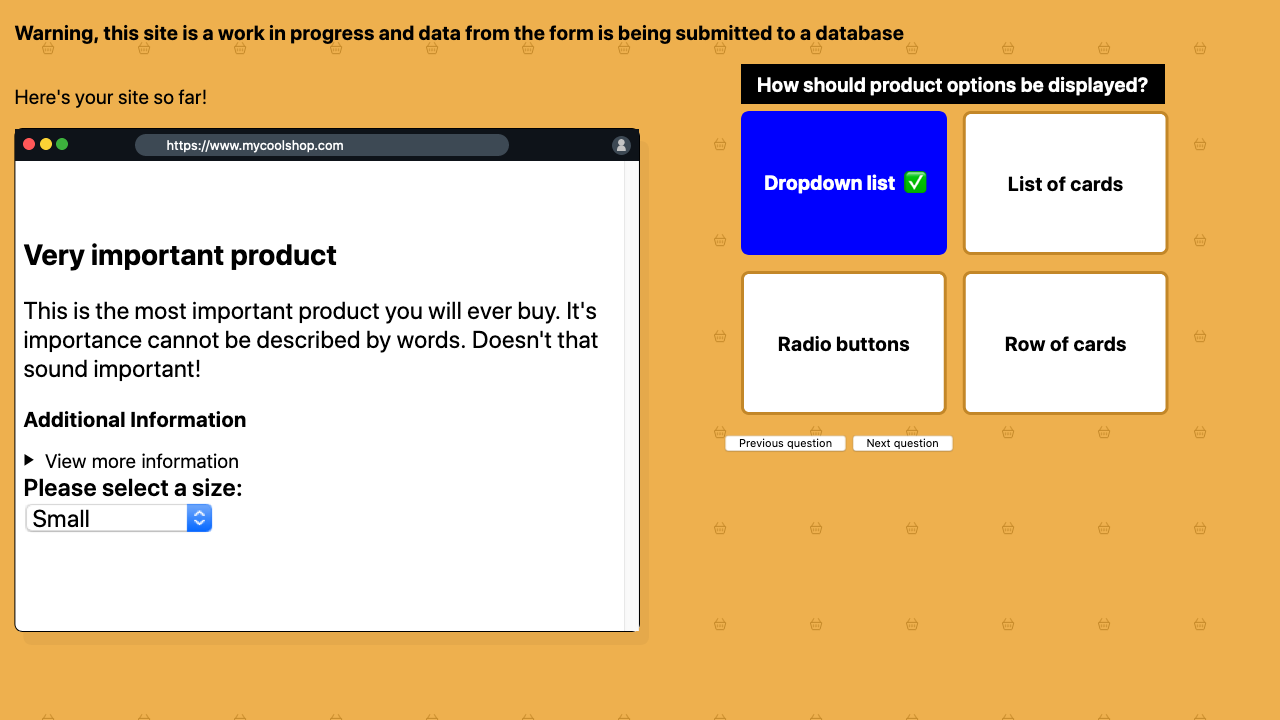 Warning, this site is a work in progress and data from the form is being submitted to a database
Here's your site so far!
https://www.mycoolshop.com
Very important product
This is the most important product you will ever buy. It's
importance cannot be described by words. Doesn't that
sound important!
Additional Information
View more information
Please select a size:
Small
How should product options be displayed?
Dropdown list ✅
List of cards
Radio buttons
Row of cards
Previous question
Next question